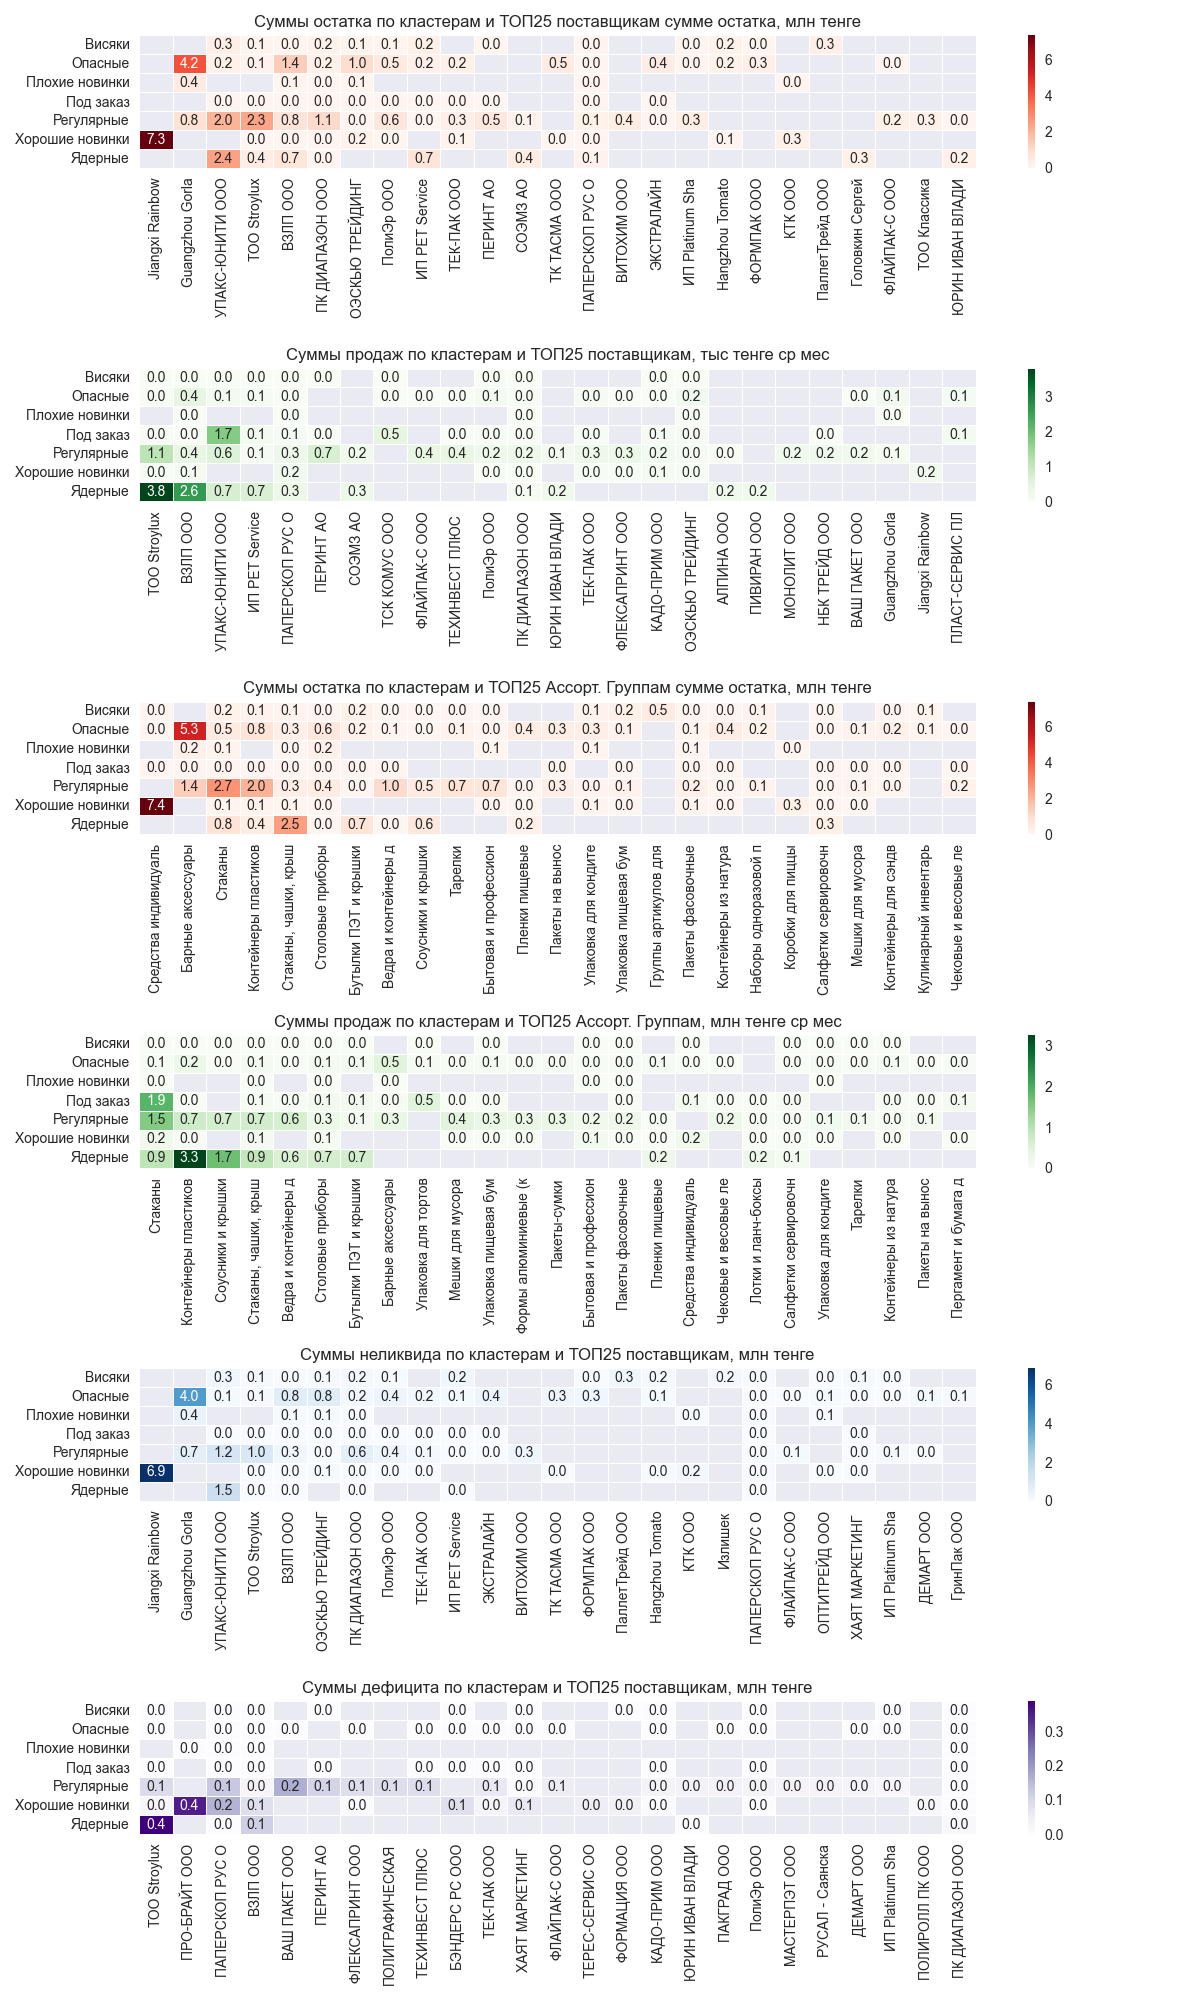 Суммы остатка по кластерам и ТОП25 поставщикам сумме остатка, млн тенге
Висяки 0.3 0.1 0.0 0.2 0.1 0.1 0.2 0.0 0.0 0.0 0.2 0.0 0.3
Опасные 4.2 0.2 0.1 1.4 0.2 1.0 0.5 0.2 0.2 0.5 0.0 0.4 0.0 0.2 0.3 0.0
Плохие новинки 0.4 0.1 0.0 0.1 0.0 0.0
Под заказ 0.0 0.0 0.0 0.0 0.0 0.0 0.0 0.0 0.0 0.0 0.0
Регулярные 0.8 2.0 2.3 0.8 1.1 0.0 0.6 0.0 0.3 0.5 0.1 0.1 0.4 0.0 0.3 0.2 0.3 0.0
Хорошие новинки 7.3 0.0 0.0 0.0 0.2 0.0 0.1 0.0 0.0 0.1 0.3
Ядерные 2.4 0.4 0.7 0.0 0.7 0.4 0.1 0.3 0.2
6
4
2
0
Jiangxi Rainbow
Guangzhou Gorla
УПАКС-ЮНИТИ ООО
ТОО Stroylux
ВЗЛП ООО
ПК ДИАПАЗОН ООО
ОЭСКЬЮ ТРЕЙДИНГ
ПолиЭр ООО
ИП РЕТ Service
ТЕК-ПАК ООО
ПЕРИНТ АО
СОЭМЗ АО
ТК ТАСМА ООО
ПАПЕРСКОП РУС О
ВИТОХИМ ООО
ЭКСТРАЛАЙН
ИП Platinum Sha
Hangzhou Tomato
ФОРМПАК ООО
КТК ООО
ПаллетТрейд ООО
Головкин Сергей
ФЛАЙПАК-С ООО
ТОО Классика
ЮРИН ИВАН ВЛАДИ
Суммы продаж по кластерам и ТОП25 поставщикам, тыс тенге ср мес
Висяки 0.0 0.0 0.0 0.0 0.0 0.0 0.0 0.0 0.0 0.0 0.0
Опасные 0.0 0.4 0.1 0.1 0.0 0.0 0.0 0.0 0.1 0.0 0.0 0.0 0.0 0.2 0.0 0.1 0.1
Плохие новинки 0.0 0.0 0.0 0.0 0.0
Под заказ 0.0 0.0 1.7 0.1 0.1 0.0 0.5 0.0 0.0 0.0 0.0 0.1 0.0 0.0 0.1
Регулярные 1.1 0.4 0.6 0.1 0.3 0.7 0.2 0.4 0.4 0.2 0.2 0.1 0.3 0.3 0.2 0.0 0.0 0.2 0.2 0.2 0.1
Хорошие новинки 0.0 0.1 0.2 0.0 0.0 0.0 0.0 0.1 0.0 0.2
Ядерные 3.8 2.6 0.7 0.7 0.3 0.3 0.1 0.2 0.2 0.2
3
2
1
0
ТОО Stroylux
ВЗЛП ООО
УПАКС-ЮНИТИ ООО
ИП РЕТ Service
ПАПЕРСКОП РУС О
ПЕРИНТ АО
СОЭМЗ АО
ТСК КОМУС ООО
ФЛАЙПАК-С ООО
ТЕХИНВЕСТ ПЛЮС
ПолиЭр ООО
ПК ДИАПАЗОН ООО
ЮРИН ИВАН ВЛАДИ
ТЕК-ПАК ООО
ФЛЕКСАПРИНТ ООО
КАДО-ПРИМ ООО
ОЭСКЬЮ ТРЕЙДИНГ
АЛПИНА ООО
ПИВИРАН ООО
МОНОЛИТ ООО
НБК ТРЕЙД ООО
ВАШ ПАКЕТ ООО
Guangzhou Gorla
Jiangxi Rainbow
ПЛАСТ-СЕРВИС ПЛ
Суммы остатка по кластерам и ТОП25 Ассорт. Группам сумме остатка, млн тенге
Висяки 0.0 0.2 0.1 0.1 0.0 0.2 0.0 0.0 0.0 0.0 0.1 0.2 0.5 0.0 0.0 0.1 0.0 0.0 0.1
Опасные 0.0 5.3 0.5 0.8 0.3 0.6 0.2 0.1 0.0 0.1 0.0 0.4 0.3 0.3 0.1 0.1 0.4 0.2 0.0 0.1 0.2 0.1 0.0
Плохие новинки 0.2 0.1 0.0 0.2 0.1 0.1 0.1 0.0
Под заказ 0.0 0.0 0.0 0.0 0.0 0.0 0.0 0.0 0.0 0.0 0.0 0.0 0.0 0.0 0.0 0.0
Регулярные 1.4 2.7 2.0 0.3 0.4 0.0 1.0 0.5 0.7 0.7 0.0 0.3 0.0 0.1 0.2 0.0 0.1 0.0 0.1 0.0 0.2
Хорошие новинки 7.4 0.1 0.1 0.1 0.0 0.0 0.0 0.1 0.0 0.1 0.0 0.3 0.0 0.0
Ядерные 0.8 0.4 2.5 0.0 0.7 0.0 0.6 0.2 0.3
6
4
2
0
Средства индивидуаль
Барные аксессуары
Стаканы
Контейнеры пластиков
Стаканы, чашки, крыш
Столовые приборы
Бутылки ПЭТ и крышки
Ведра и контейнеры д
Соусники и крышки
Тарелки
Бытовая и профессион
Пленки пищевые
Пакеты на вынос
Упаковка для кондите
Упаковка пищевая бум
Группы артикулов для
Пакеты фасовочные
Контейнеры из натура
Наборы одноразовой п
Коробки для пиццы
Салфетки сервировочн
Мешки для мусора
Контейнеры для сэндв
Кулинарный инвентарь
Чековые и весовые ле
Суммы продаж по кластерам и ТОП25 Ассорт. Группам, млн тенге ср мес
Висяки 0.0 0.0 0.0 0.0 0.0 0.0 0.0 0.0 0.0 0.0 0.0 0.0 0.0 0.0 0.0 0.0
Опасные 0.1 0.2 0.0 0.1 0.0 0.1 0.1 0.5 0.1 0.0 0.1 0.0 0.0 0.0 0.0 0.1 0.0 0.0 0.0 0.0 0.0 0.1 0.0 0.0
Плохие новинки 0.0 0.0 0.0 0.0 0.0 0.0 0.0
Под заказ 1.9 0.0 0.1 0.0 0.1 0.1 0.0 0.5 0.0 0.0 0.0 0.1 0.0 0.0 0.0 0.0 0.0 0.1
Регулярные 1.5 0.7 0.7 0.7 0.6 0.3 0.1 0.3 0.4 0.3 0.3 0.3 0.2 0.2 0.0 0.2 0.0 0.0 0.1 0.1 0.0 0.1
Хорошие новинки 0.2 0.0 0.1 0.1 0.0 0.0 0.0 0.1 0.0 0.0 0.2 0.0 0.0 0.0 0.0 0.0
Ядерные 0.9 3.3 1.7 0.9 0.6 0.7 0.7 0.2 0.2 0.1
3
2
1
0
Стаканы
Контейнеры пластиков
Соусники и крышки
Стаканы, чашки, крыш
Ведра и контейнеры д
Столовые приборы
Бутылки ПЭТ и крышки
Барные аксессуары
Упаковка для тортов
Мешки для мусора
Упаковка пищевая бум
Формы алюминиевые (к
Пакеты-сумки
Бытовая и профессион
Пакеты фасовочные
Пленки пищевые
Средства индивидуаль
Чековые и весовые ле
Лотки и ланч-боксы
Салфетки сервировочн
Упаковка для кондите
Тарелки
Контейнеры из натура
Пакеты на вынос
Пергамент и бумага д
Суммы неликвида по кластерам и ТОП25 поставщикам, млн тенге
Висяки 0.3 0.1 0.0 0.1 0.2 0.1 0.2 0.0 0.3 0.2 0.2 0.0 0.0 0.1 0.0
Опасные 4.0 0.1 0.1 0.8 0.8 0.2 0.4 0.2 0.1 0.4 0.3 0.3 0.1 0.0 0.0 0.1 0.0 0.0 0.1 0.1
Плохие новинки 0.4 0.1 0.1 0.0 0.0 0.0 0.1
Под заказ 0.0 0.0 0.0 0.0 0.0 0.0 0.0 0.0 0.0 0.0 0.0
Регулярные 0.7 1.2 1.0 0.3 0.0 0.6 0.4 0.1 0.0 0.0 0.3 0.0 0.1 0.0 0.1 0.0
Хорошие новинки 6.9 0.0 0.0 0.1 0.0 0.0 0.0 0.0 0.0 0.2 0.0 0.0 0.0
Ядерные 1.5 0.0 0.0 0.0 0.0 0.0
6
4
2
0
Jiangxi Rainbow
Guangzhou Gorla
УПАКС-ЮНИТИ ООО
ТОО Stroylux
ВЗЛП ООО
ОЭСКЬЮ ТРЕЙДИНГ
ПК ДИАПАЗОН ООО
ПолиЭр ООО
ТЕК-ПАК ООО
ИП РЕТ Service
ЭКСТРАЛАЙН
ВИТОХИМ ООО
ТК ТАСМА ООО
ФОРМПАК ООО
ПаллетТрейд ООО
Hangzhou Tomato
КТК ООО
Излишек
ПАПЕРСКОП РУС О
ФЛАЙПАК-С ООО
ОПТИТРЕЙД ООО
ХАЯТ МАРКЕТИНГ
ИП Platinum Sha
ДЕМАРТ ООО
ГринПак ООО
Суммы дефицита по кластерам и ТОП25 поставщикам, млн тенге
Висяки 0.0 0.0 0.0 0.0 0.0 0.0 0.0 0.0 0.0 0.0 0.0
Опасные 0.0 0.0 0.0 0.0 0.0 0.0 0.0 0.0 0.0 0.0 0.0 0.0 0.0 0.0 0.0 0.0
Плохие новинки 0.0 0.0 0.0 0.0
Под заказ 0.0 0.0 0.0 0.0 0.0 0.0 0.0 0.0 0.0 0.0 0.0
Регулярные 0.1 0.1 0.0 0.2 0.1 0.1 0.1 0.1 0.1 0.0 0.1 0.0 0.0 0.0 0.0 0.0 0.0 0.0 0.0
Хорошие новинки 0.0 0.4 0.2 0.1 0.0 0.1 0.0 0.1 0.0 0.0 0.0 0.0 0.0 0.0
Ядерные 0.4 0.0 0.1 0.0 0.0
0.3
0.2
0.1
0.0
ТОО Stroylux
ПРО-БРАЙТ ООО
ПАПЕРСКОП РУС О
ВЗЛП ООО
ВАШ ПАКЕТ ООО
ПЕРИНТ АО
ФЛЕКСАПРИНТ ООО
ПОЛИГРАФИЧЕСКАЯ
ТЕХИНВЕСТ ПЛЮС
БЭНДЕРС РС ООО
ТЕК-ПАК ООО
ХАЯТ МАРКЕТИНГ
ФЛАЙПАК-С ООО
ТЕРЕС-СЕРВИС ОО
ФОРМАЦИЯ ООО
КАДО-ПРИМ ООО
ЮРИН ИВАН ВЛАДИ
ПАКГРАД ООО
ПолиЭр ООО
МАСТЕРПЭТ ООО
РУСАЛ - Саянска
ДЕМАРТ ООО
ИП Platinum Sha
ПОЛИРОЛЛ ПК ООО
ПК ДИАПАЗОН ООО